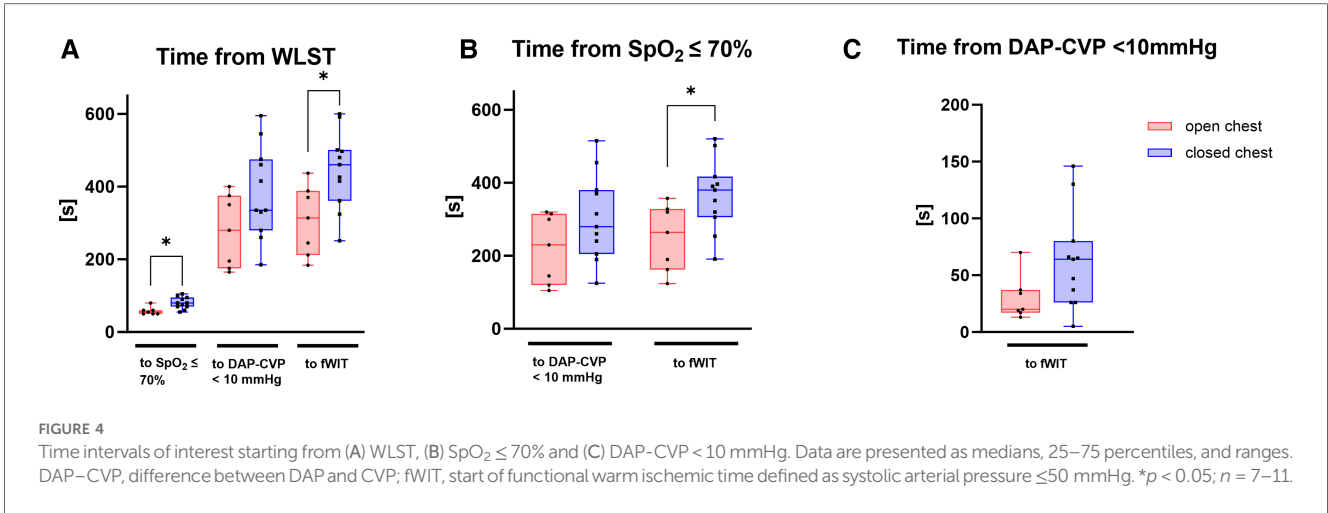 A
Time from WLST
*
*
600
400
200
0
[s]
to SpO₂ ≤
70%
to DAP-CVP
< 10 mmHg
to fWIT
B
Time from SpO₂ ≤ 70%
*
600
400
200
0
[s]
to DAP-CVP
< 10 mmHg
to fWIT
C
Time from DAP-CVP <10mmHg
200
150
100
50
0
[s]
to fWIT
open chest
closed chest
FIGURE 4
Time intervals of interest starting from (A) WLST, (B) SpO₂ ≤ 70% and (C) DAP-CVP < 10 mmHg. Data are presented as medians, 25–75 percentiles, and ranges.
DAP–CVP, difference between DAP and CVP; fWIT, start of functional warm ischemic time defined as systolic arterial pressure ≤50 mmHg. *p < 0.05; n = 7–11.